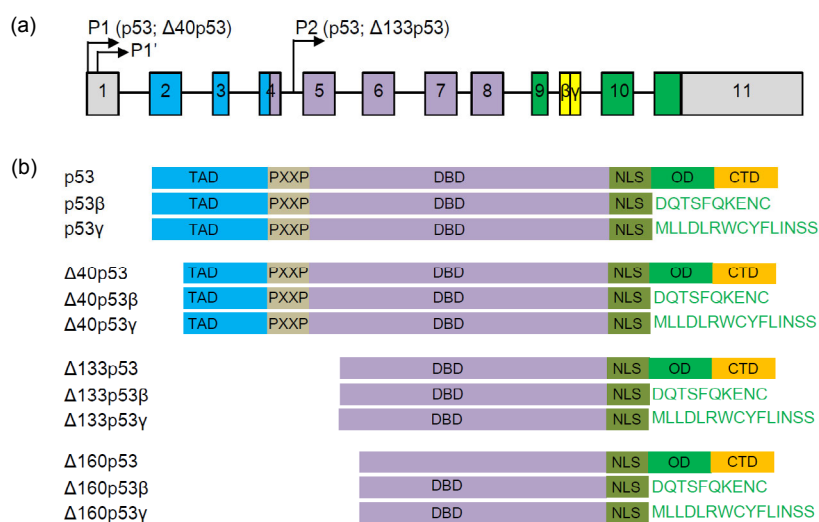 (a)
P1 (p53; Δ40p53)
P1'
P2 (p53; Δ133p53)
1 2 3 4 5 6 7 8 9 βγ 10 11
(b)
p53 TAD PXXP DBD NLS OD CTD
p53β TAD PXXP DBD NLS DQTSFQKENC
p53γ TAD PXXP DBD NLS MLLDLRWCYFLINSS
Δ40p53 TAD PXXP DBD NLS OD CTD
Δ40p53β TAD PXXP DBD NLS DQTSFQKENC
Δ40p53γ TAD PXXP DBD NLS MLLDLRWCYFLINSS
Δ133p53 DBD NLS OD CTD
Δ133p53β DBD NLS DQTSFQKENC
Δ133p53γ DBD NLS MLLDLRWCYFLINSS
Δ160p53 NLS OD CTD
Δ160p53β DBD NLS DQTSFQKENC
Δ160p53γ DBD NLS MLLDLRWCYFLINSS